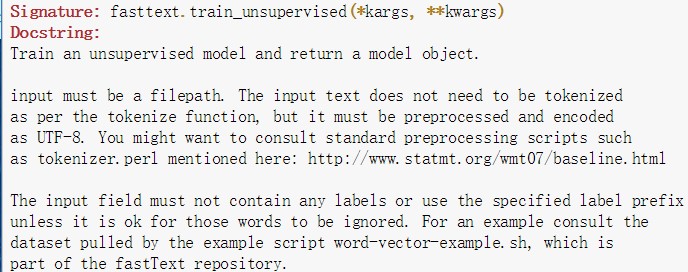 Signature: fasttext.train_unsupervised(*kargs, **kwargs)
Docstring:
Train an unsupervised model and return a model object.
input must be a filepath. The input text does not need to be tokenized
as per the tokenize function, but it must be preprocessed and encoded
as UTF-8. You might want to consult standard preprocessing scripts such
as tokenizer.perl mentioned here: http://www.statmt.org/wmt07/baseline.html
The input field must not contain any labels or use the specified label prefix
unless it is ok for those words to be ignored. For an example consult the
dataset pulled by the example script word-vector-example.sh, which is
part of the fastText repository.